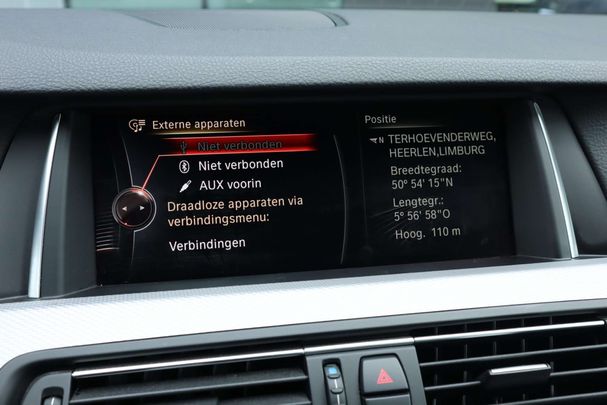 Externe apparaten
Niet verbonden
Niet verbonden
AUX voorin
Draadloze apparaten via
verbindingsmenu:
Verbindingen
Positie
N TERHOEVENDERWEG,
HEERLEN,LIMBURG
Breedtegraad:
50° 54' 15"N
Lengtegr.:
5° 56' 58"O
Hoog. 110 m